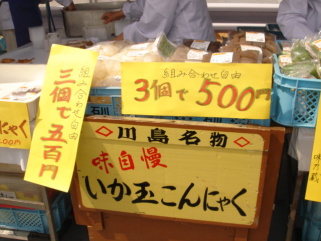 組み合わせ自由
三個で五百円
組み合わせ自由
3個で500円
川島名物
味自慢
いか玉こんにゃく